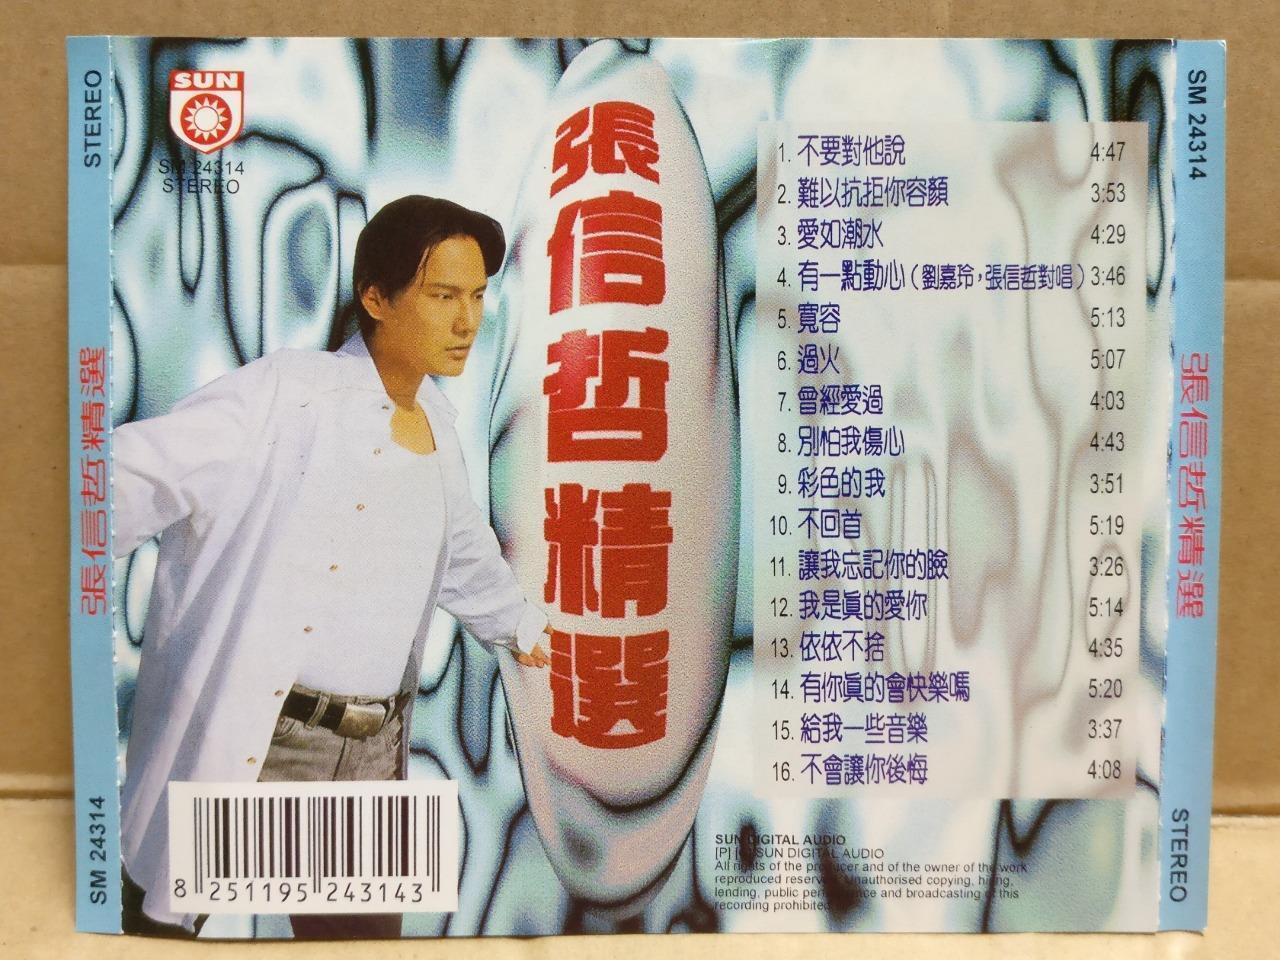 STEREO
張信哲精選
SM 24314
SUN
SM 24314
STEREO
張信哲精選
1. 不要對他說 4:47
2. 難以抗拒你容顏 3:53
3. 愛如潮水 4:29
4. 有一點動心(劉嘉玲,張信哲對唱) 3:46
5. 寬容 5:13
6. 過火 5:07
7. 曾經愛過 4:03
8. 別怕我傷心 4:43
9. 彩色的我 3:51
10. 不回首 5:19
11. 讓我忘記你的臉 3:26
12. 我是眞的愛你 5:14
13. 依依不捨 4:35
14. 有你眞的會快樂嗎 5:20
15. 給我一些音樂 3:37
16. 不會讓你後悔 4:08
8 251195 243143
SUN DIGITAL AUDIO
[P] SUN DIGITAL AUDIO
All rights of the producer and of the owner of the work
reproduced reserved. Unauthorised copying, hiring,
lending, public performance and broadcasting of this
recording prohibited
SM 24314
張信哲精選
STEREO